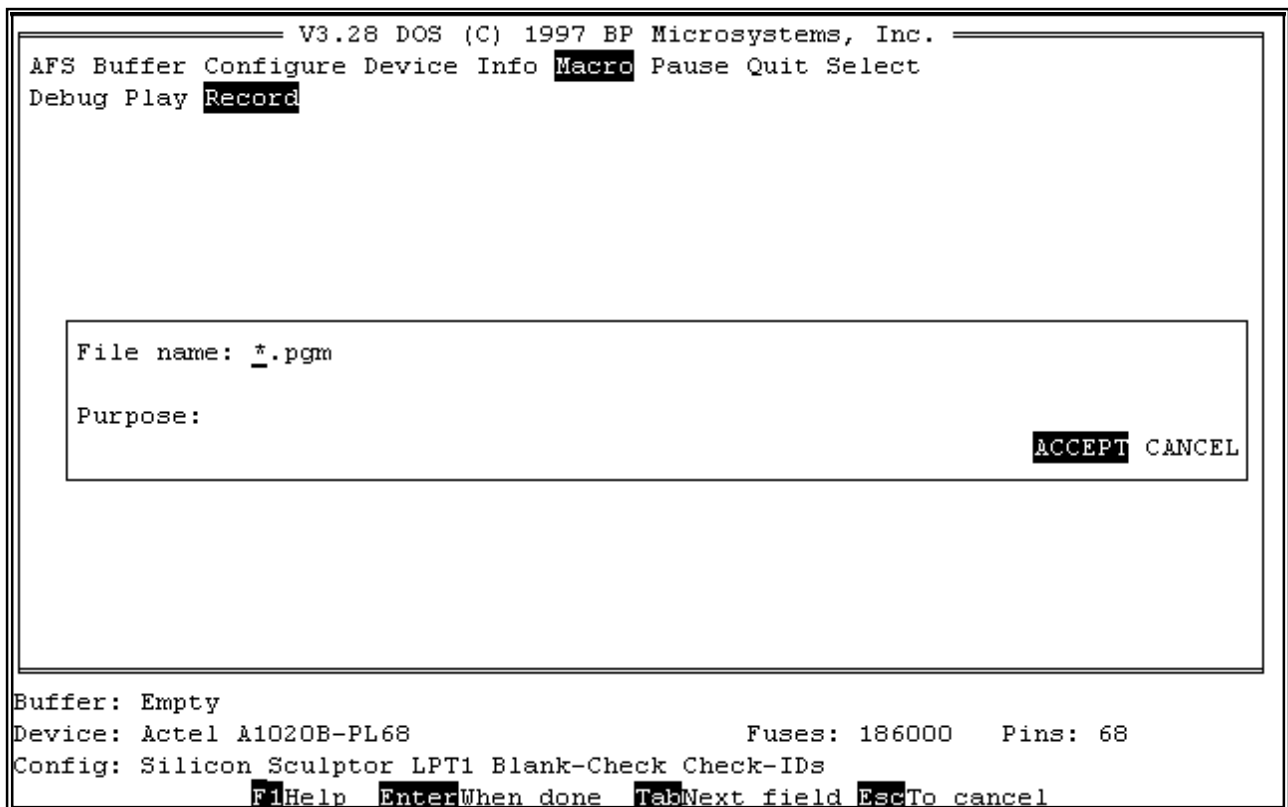 V3.28 DOS (C) 1997 BP Microsystems, Inc.
AFS Buffer Configure Device Info Macro Pause Quit Select
Debug Play Record
File name: *.pgm
Purpose:
ACCEPT CANCEL
Buffer: Empty
Device: Actel A1020B-PL68 Fuses: 186000 Pins: 68
Config: Silicon Sculptor LPT1 Blank-Check Check-IDs
F1Help EnterWhen done TabNext field EscTo cancel